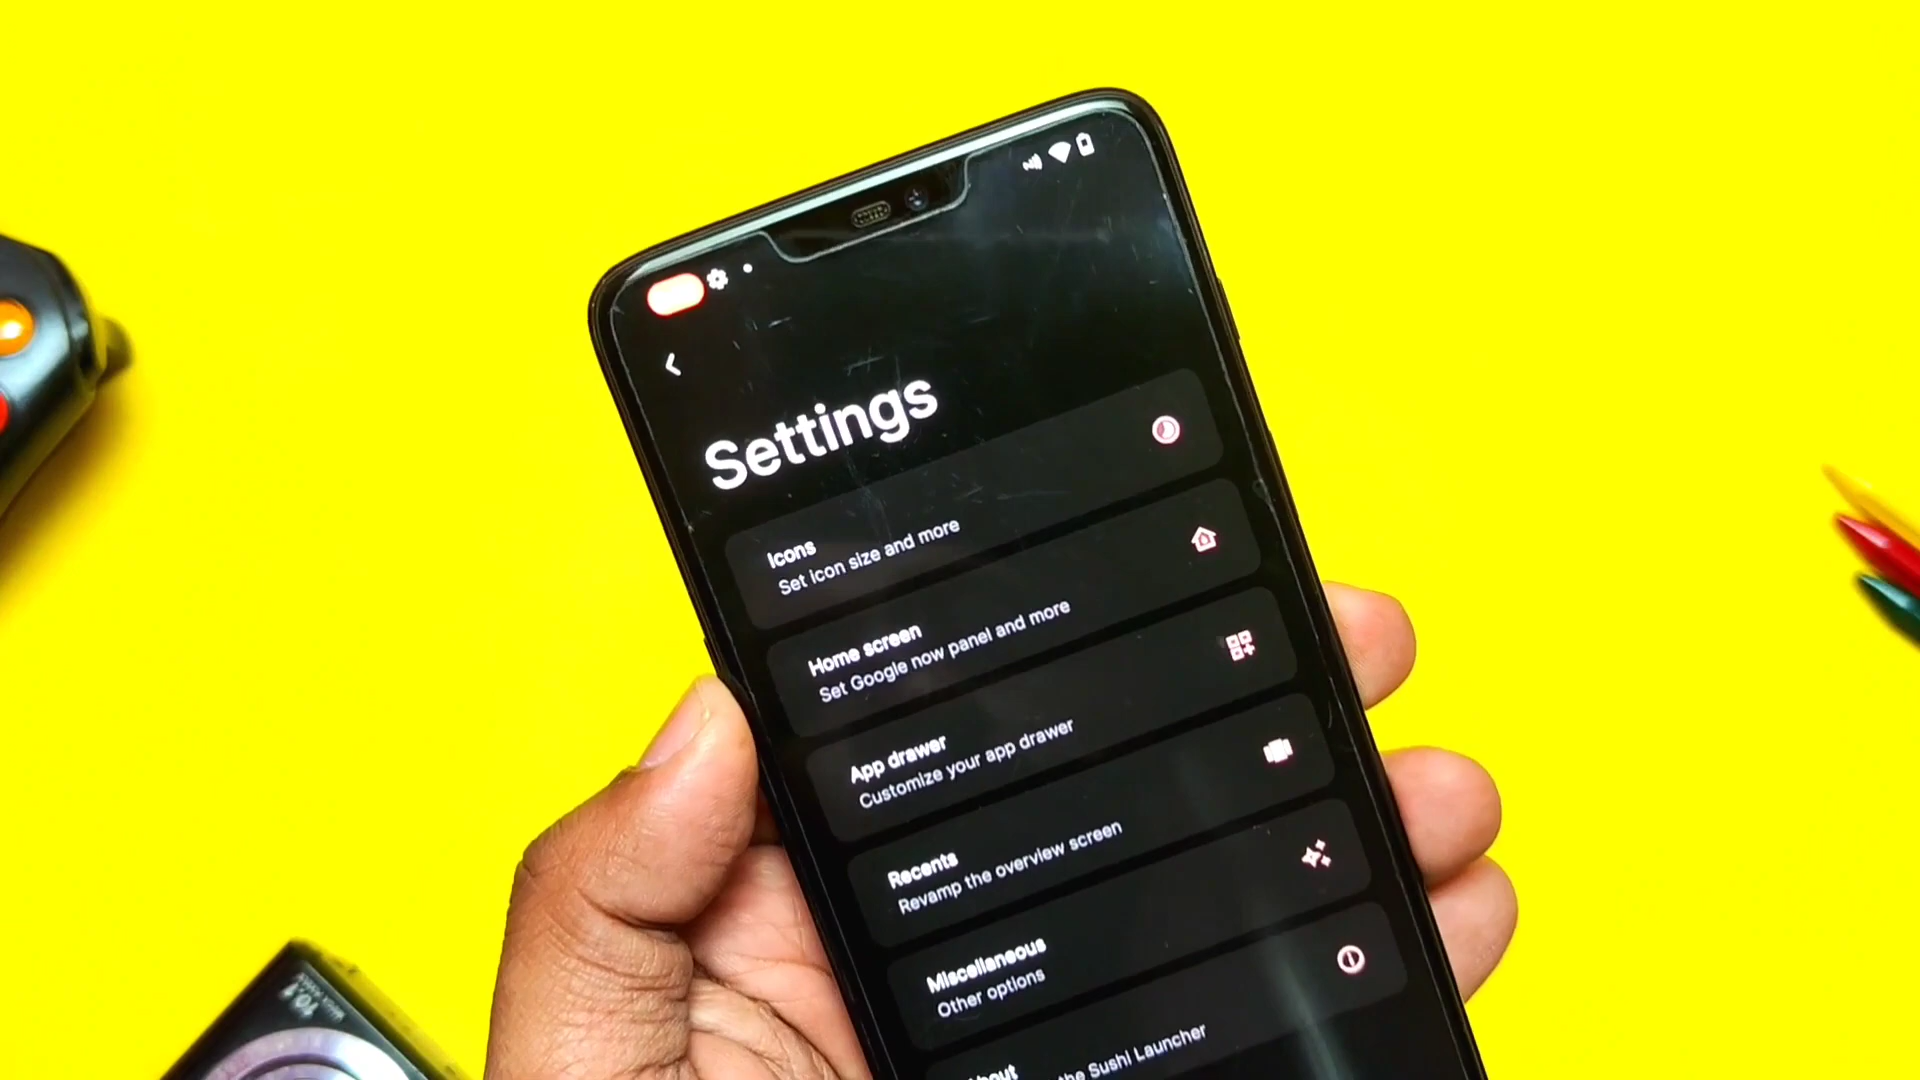 Settings
Icons
Set icon size and more
Home screen
Set Google now panel and more
App drawer
Customize your app drawer
Recents
Revamp the overview screen
Miscellaneous
Other options
the Sushi Launcher